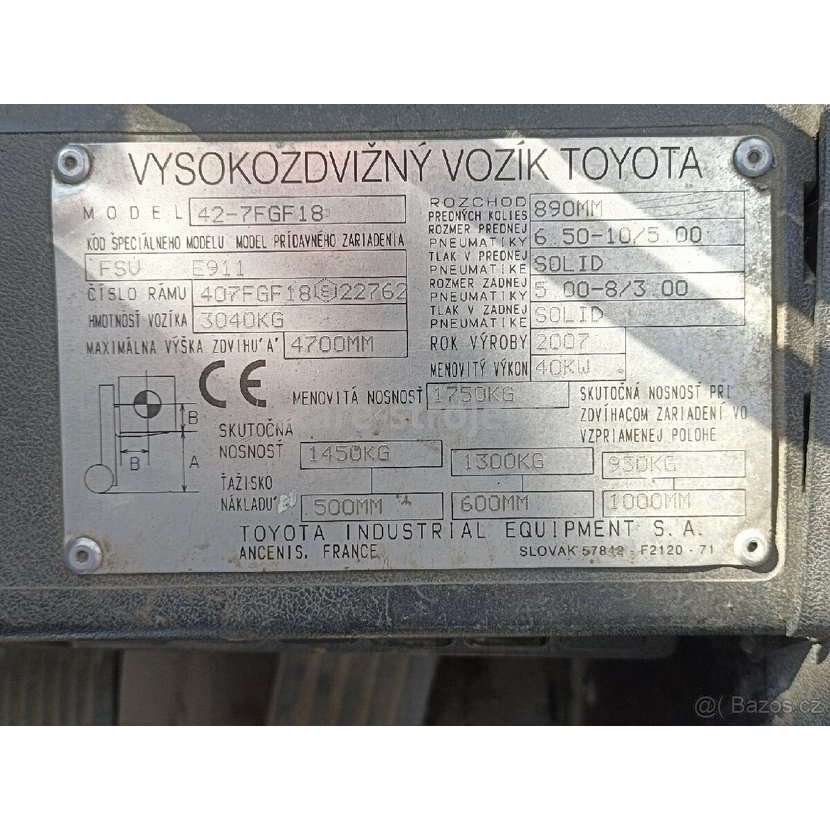 VYSOKOZDVIŽNÝ VOZÍK TOYOTA
MODEL 42-7FGF18
KÓD ŠPECIÁLNEHO MODELU MODEL PRÍDAVNÉHO ZARIADENIA
FSV E911
ČÍSLO RÁMU 407FGF18 E 22762
HMOTNOSŤ VOZÍKA 3040KG
MAXIMÁLNA VÝŠKA ZDVIHU'A' 4700MM
ROZCHOD PREDNÝCH KOLIES 890MM
ROZMER PREDNEJ PNEUMATIKY 6.50-10/5.00
TLAK V PREDNEJ PNEUMATIKE SOLID
ROZMER ZADNEJ PNEUMATIKY 5.00-8/3.00
TLAK V ZADNEJ PNEUMATIKE SOLID
ROK VÝROBY 2007
MENOVITÝ VÝKON 40KW
B
B
A
CE
MENOVITÁ NOSNOSŤ 1750KG
SKUTOČNÁ NOSNOSŤ PRI
ZDVÍHACOM ZARIADENÍ VO
VZPRIAMENEJ POLOHE
SKUTOČNÁ
NOSNOSŤ 1450KG 1300KG 930KG
ŤAŽISKO
NÁKLADU'B' 500MM 600MM 1000MM
TOYOTA INDUSTRIAL EQUIPMENT S.A.
ANCENIS, FRANCE
SLOVAK 57842-F2120-71
@( Bazos.cz